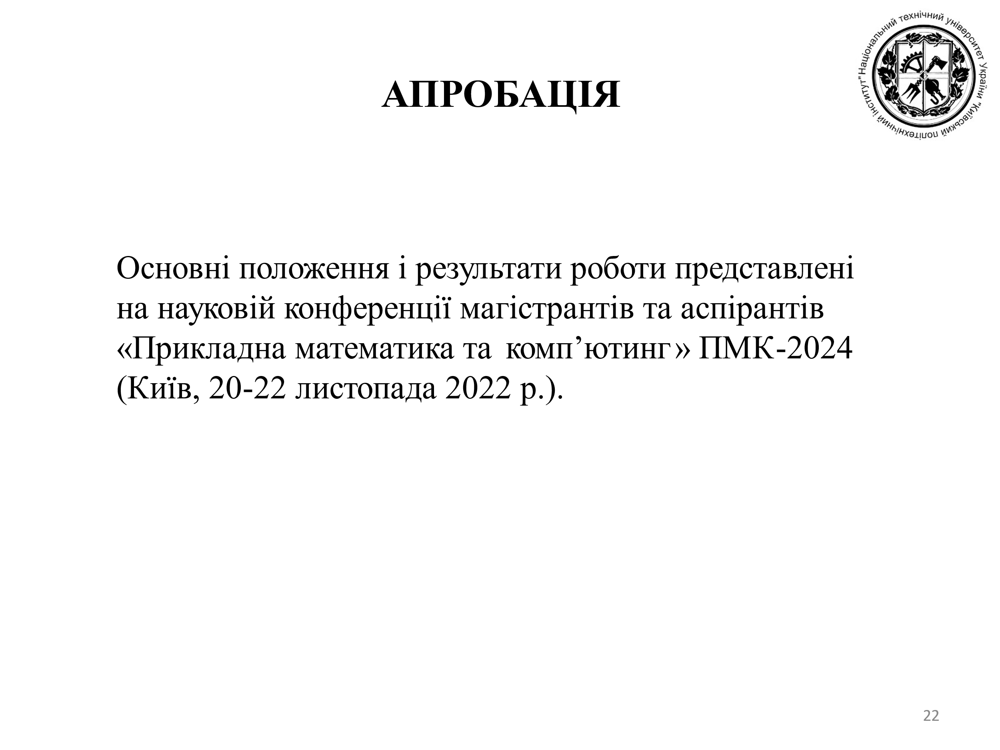 "Національний технічний університет України "Київський політехнічний інститут"
АПРОБАЦІЯ
Основні положення і результати роботи представлені
на науковій конференції магістрантів та аспірантів
«Прикладна математика та комп’ютинг» ПМК-2024
(Київ, 20-22 листопада 2022 р.).
22